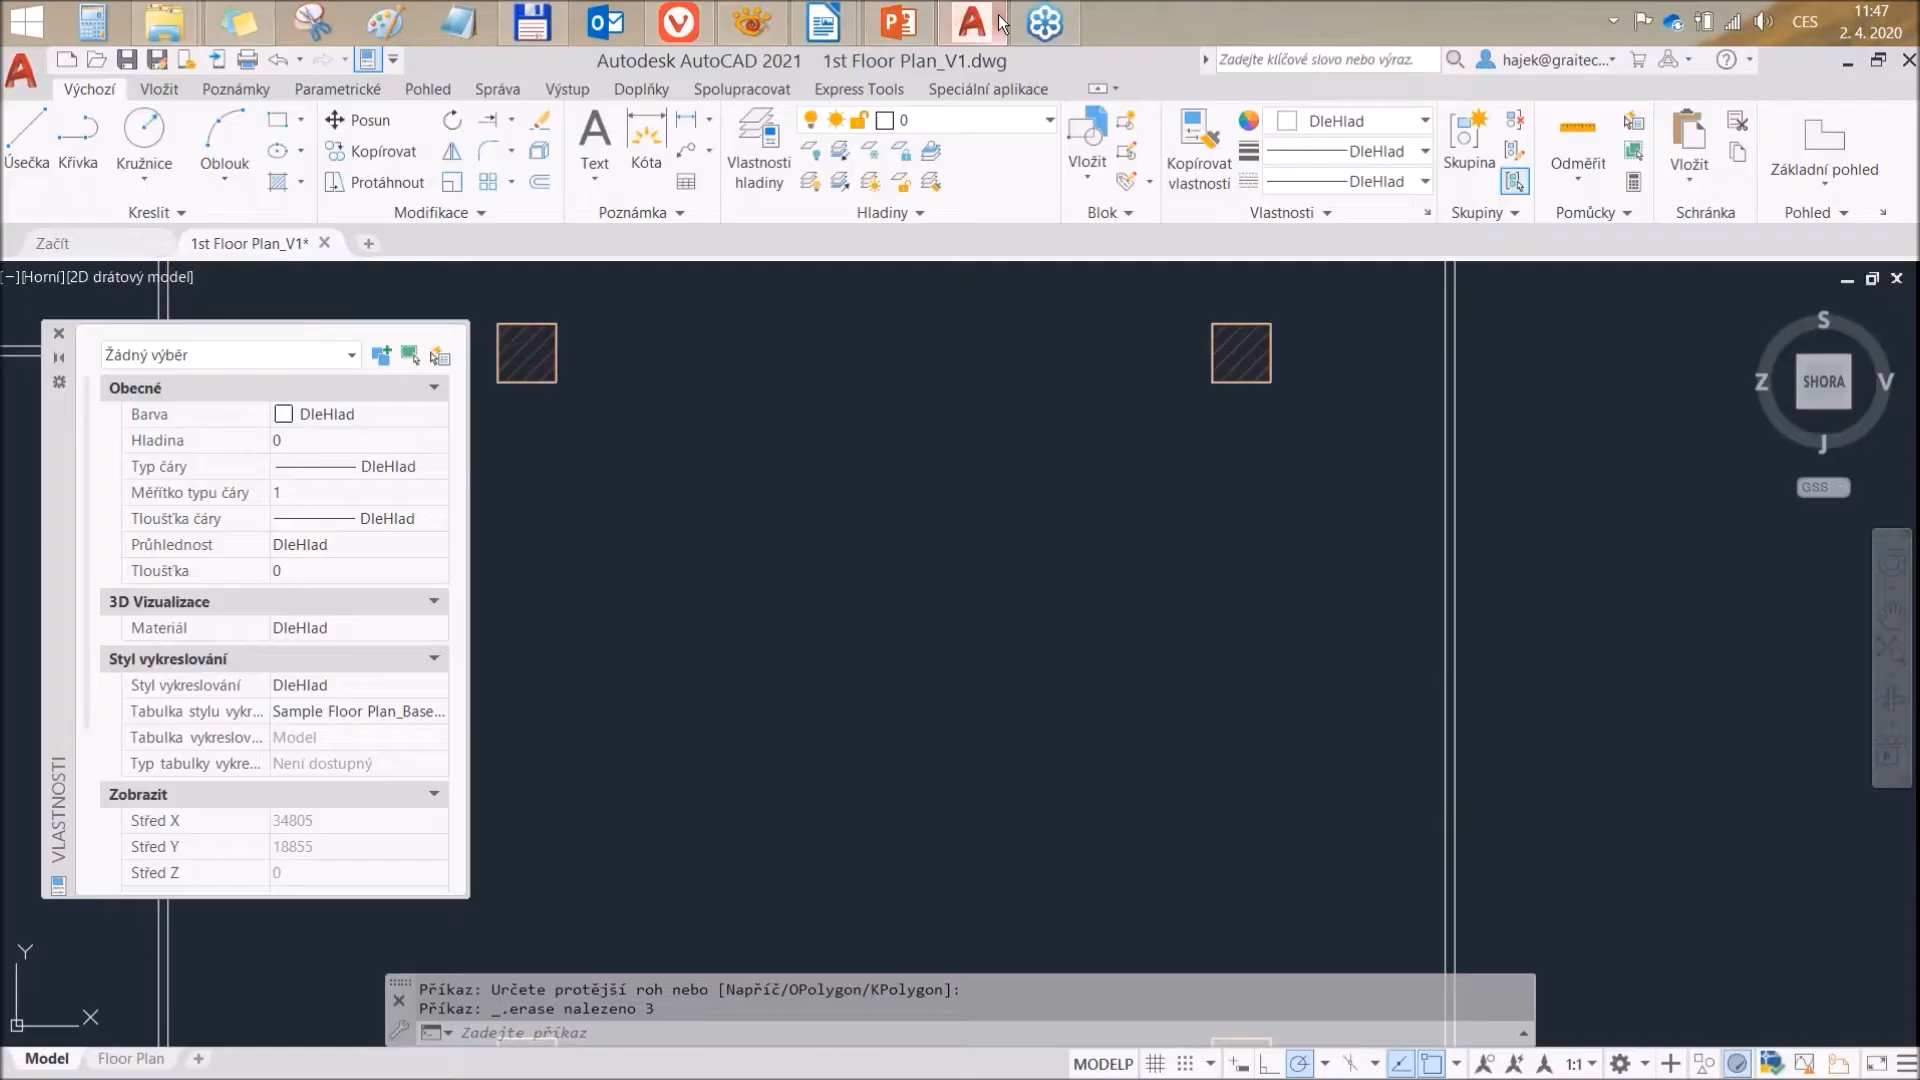 11:47
CES
2. 4. 2020
Autodesk AutoCAD 2021 1st Floor Plan_V1.dwg
Zadejte klíčové slovo nebo výraz.
hajek@graitec...
Výchozí Vložit Poznámky Parametrické Pohled Správa Výstup Doplňky Spolupracovat Express Tools Speciální aplikace
Úsečka Křivka Kružnice Oblouk
Posun
Kopírovat
Protáhnout
Text Kóta
Vlastnosti
hladiny
0
Vložit
Kopírovat
vlastnosti
DleHlad
DleHlad
DleHlad
Skupina
Odměřit
Vložit
Základní pohled
Kreslit Modifikace Poznámka Hladiny Blok Vlastnosti Skupiny Pomůcky Schránka Pohled
Začít 1st Floor Plan_V1*
[−][Horní][2D drátový model]
Žádný výběr
Obecné
Barva DleHlad
Hladina 0
Typ čáry DleHlad
Měřítko typu čáry 1
Tloušťka čáry DleHlad
Průhlednost DleHlad
Tloušťka 0
3D Vizualizace
Materiál DleHlad
Styl vykreslování
Styl vykreslování DleHlad
Tabulka stylu vykr... Sample Floor Plan_Base...
Tabulka vykreslov... Model
Typ tabulky vykre... Není dostupný
Zobrazit
Střed X 34805
Střed Y 18855
Střed Z 0
VLASTNOSTI
S
Z SHORA V
J
GSS
Y
X
Příkaz: Určete protější roh nebo [Napříč/OPolygon/KPolygon]:
Příkaz: _.erase nalezeno 3
Zadejte příkaz
Model Floor Plan
MODELP
1:1